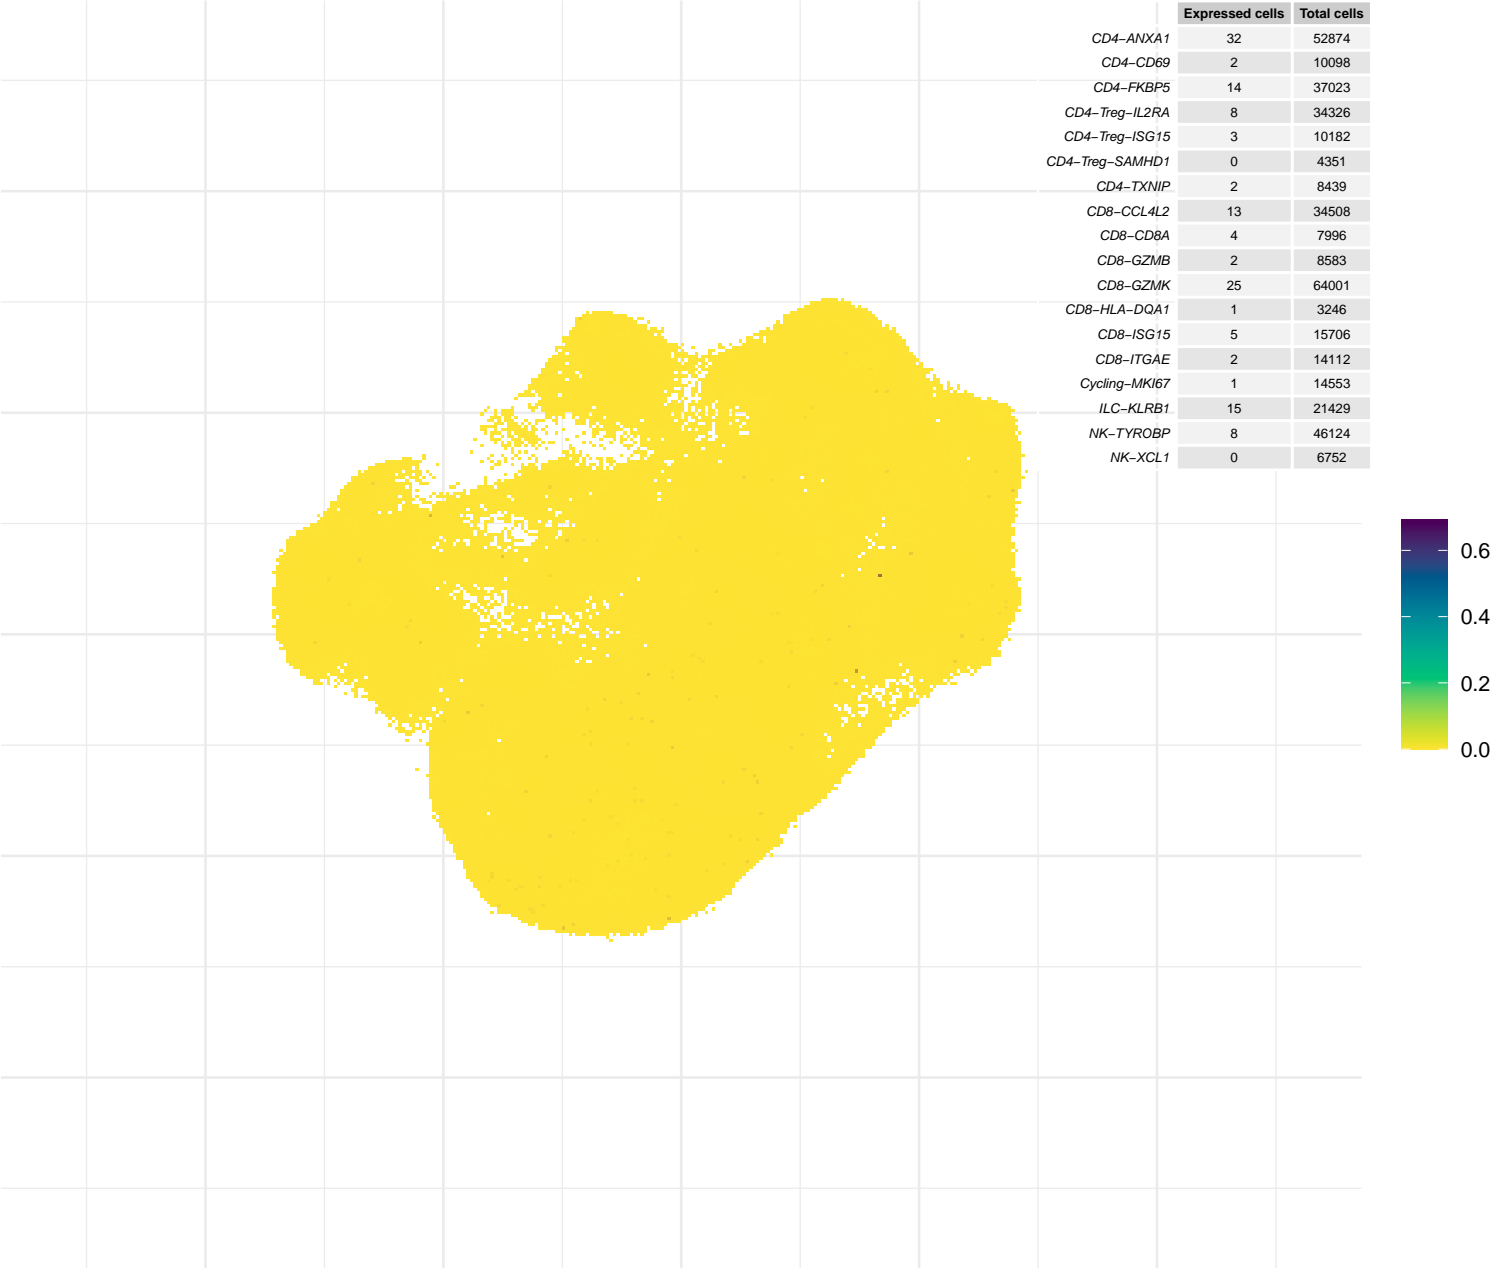 Expressed cells Total cells
CD4−ANXA1 32 52874
CD4−CD69 2 10098
CD4−FKBP5 14 37023
CD4−Treg−IL2RA 8 34326
CD4−Treg−ISG15 3 10182
CD4−Treg−SAMHD1 0 4351
CD4−TXNIP 2 8439
CD8−CCL4L2 13 34508
CD8−CD8A 4 7996
CD8−GZMB 2 8583
CD8−GZMK 25 64001
CD8−HLA−DQA1 1 3246
CD8−ISG15 5 15706
CD8−ITGAE 2 14112
Cycling−MKI67 1 14553
ILC−KLRB1 15 21429
NK−TYROBP 8 46124
NK−XCL1 0 6752
0.6
0.4
0.2
0.0